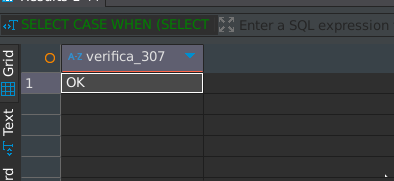 SELECT CASE WHEN (SELECT
Enter a SQL expression
Grid
A-Z verifica_307
1
OK
Text